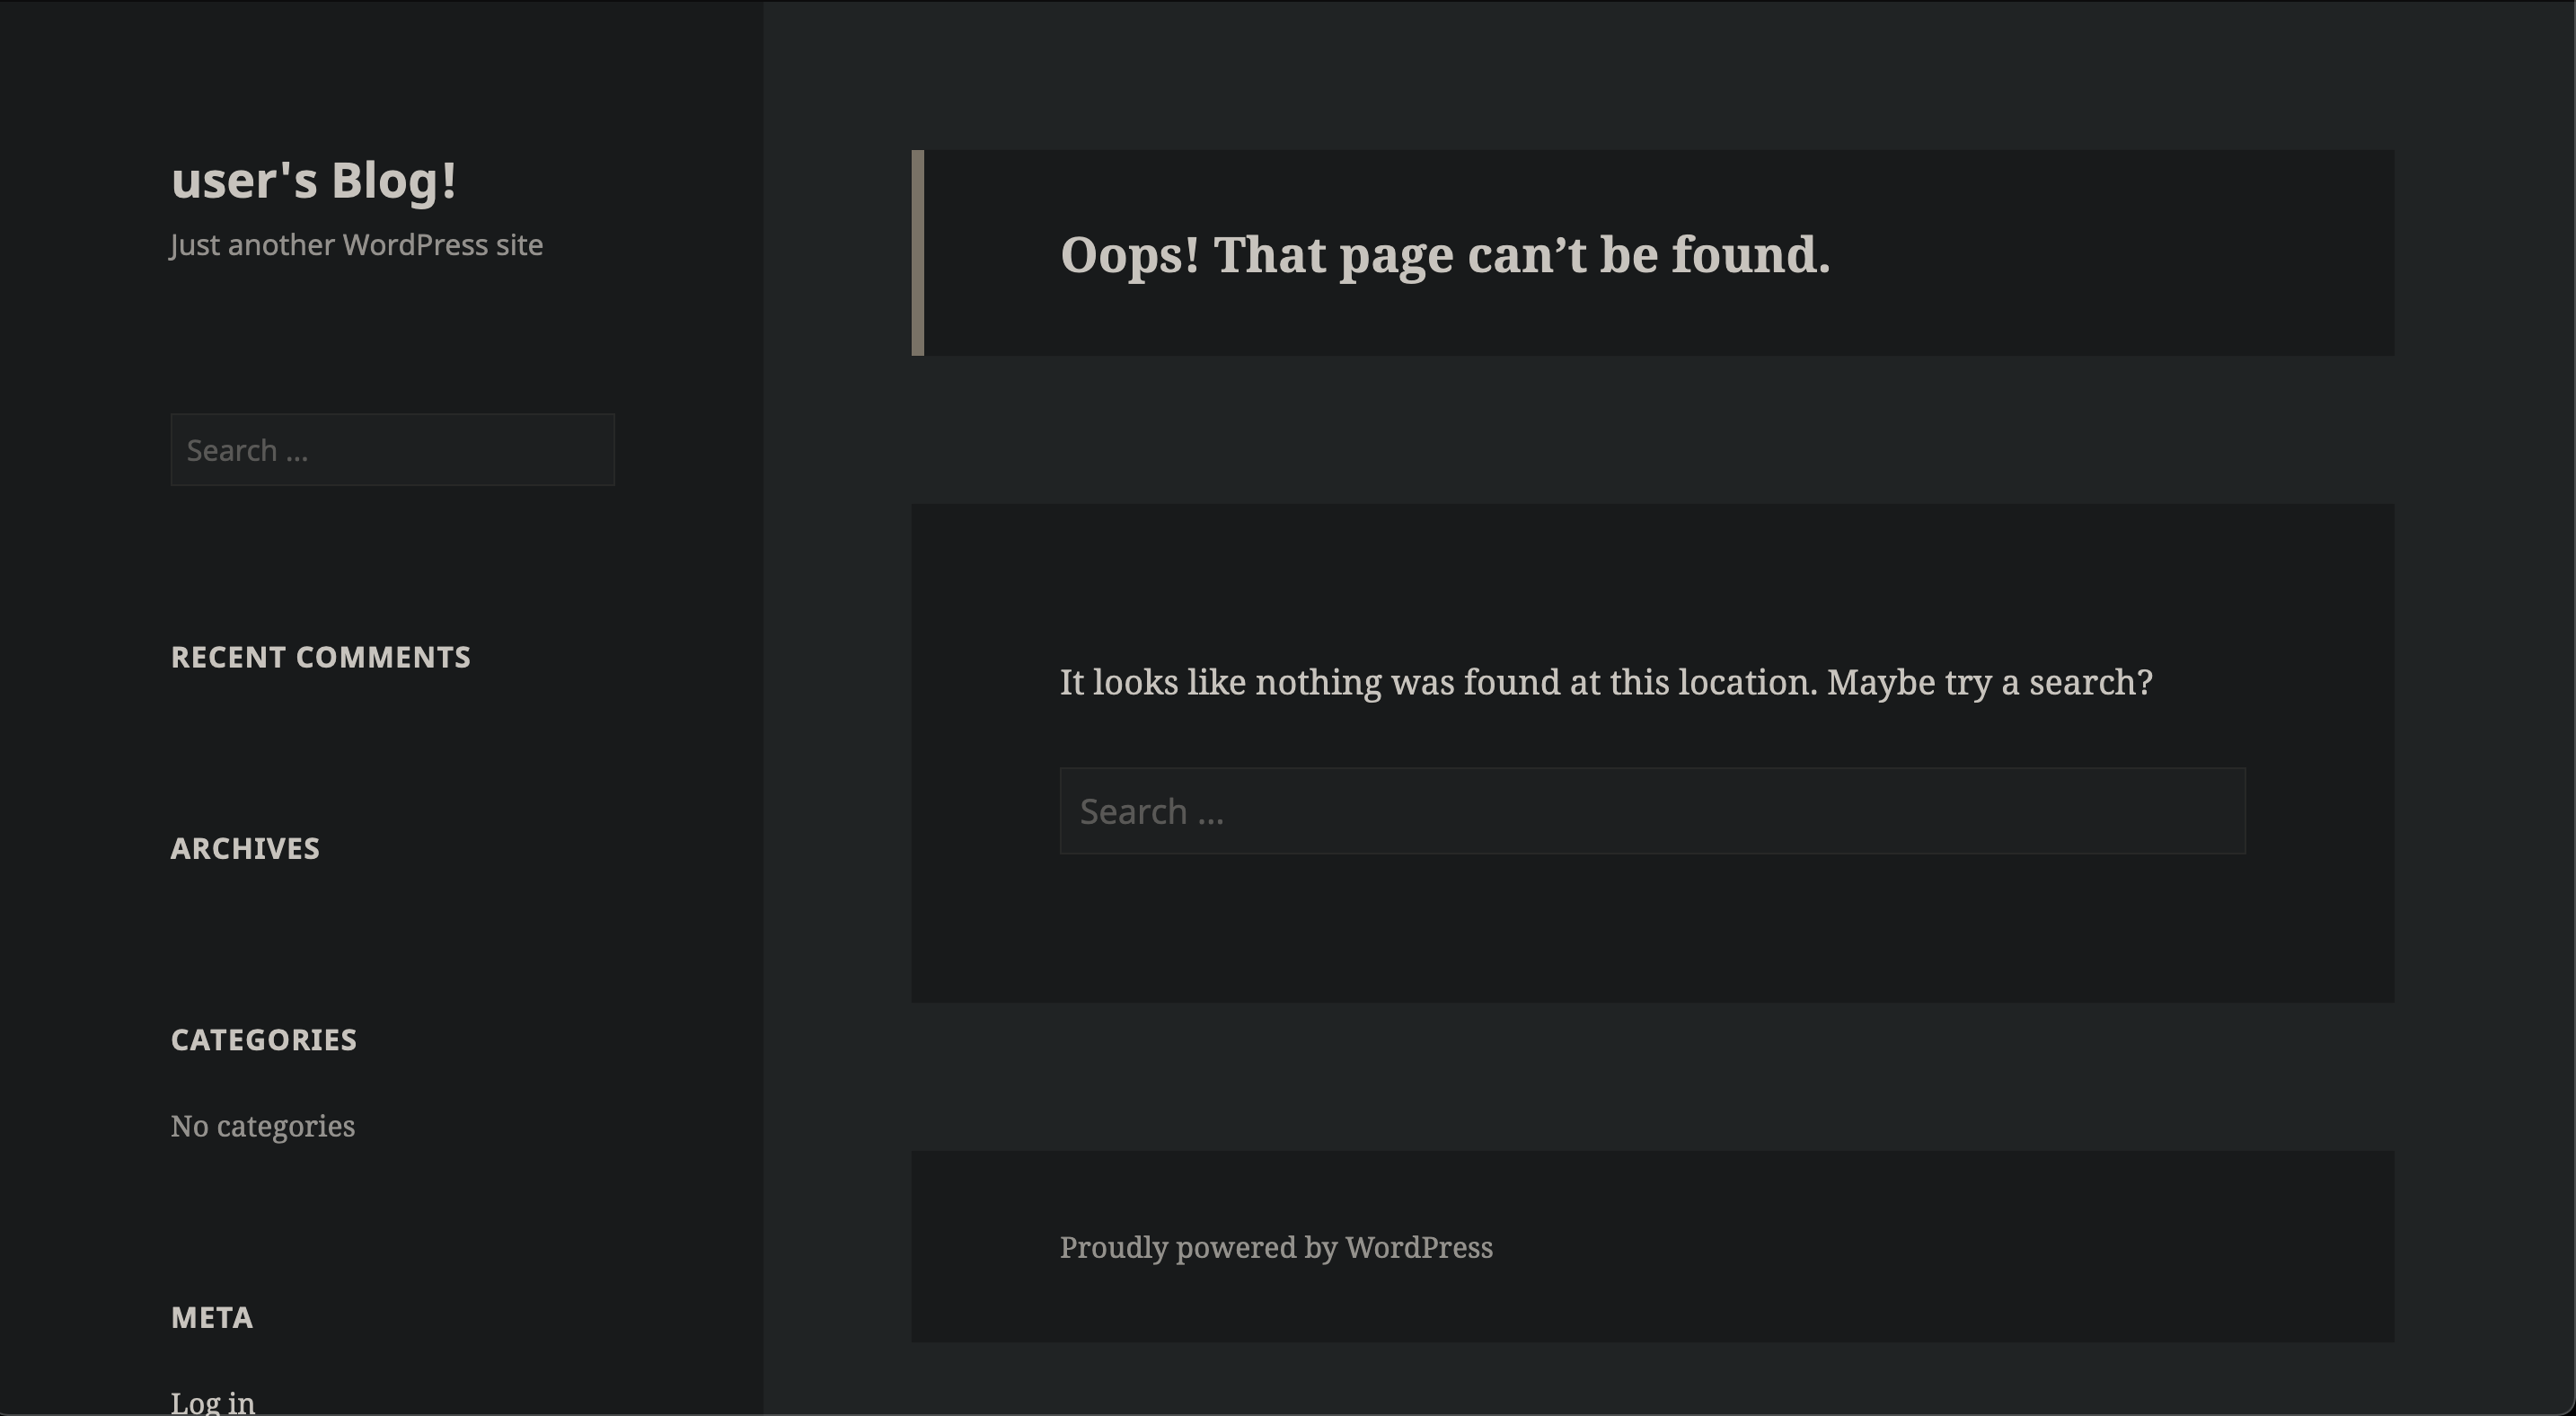 user's Blog!
Just another WordPress site
Search ...
RECENT COMMENTS
ARCHIVES
CATEGORIES
No categories
META
Log in
Oops! That page can’t be found.
It looks like nothing was found at this location. Maybe try a search?
Search ...
Proudly powered by WordPress